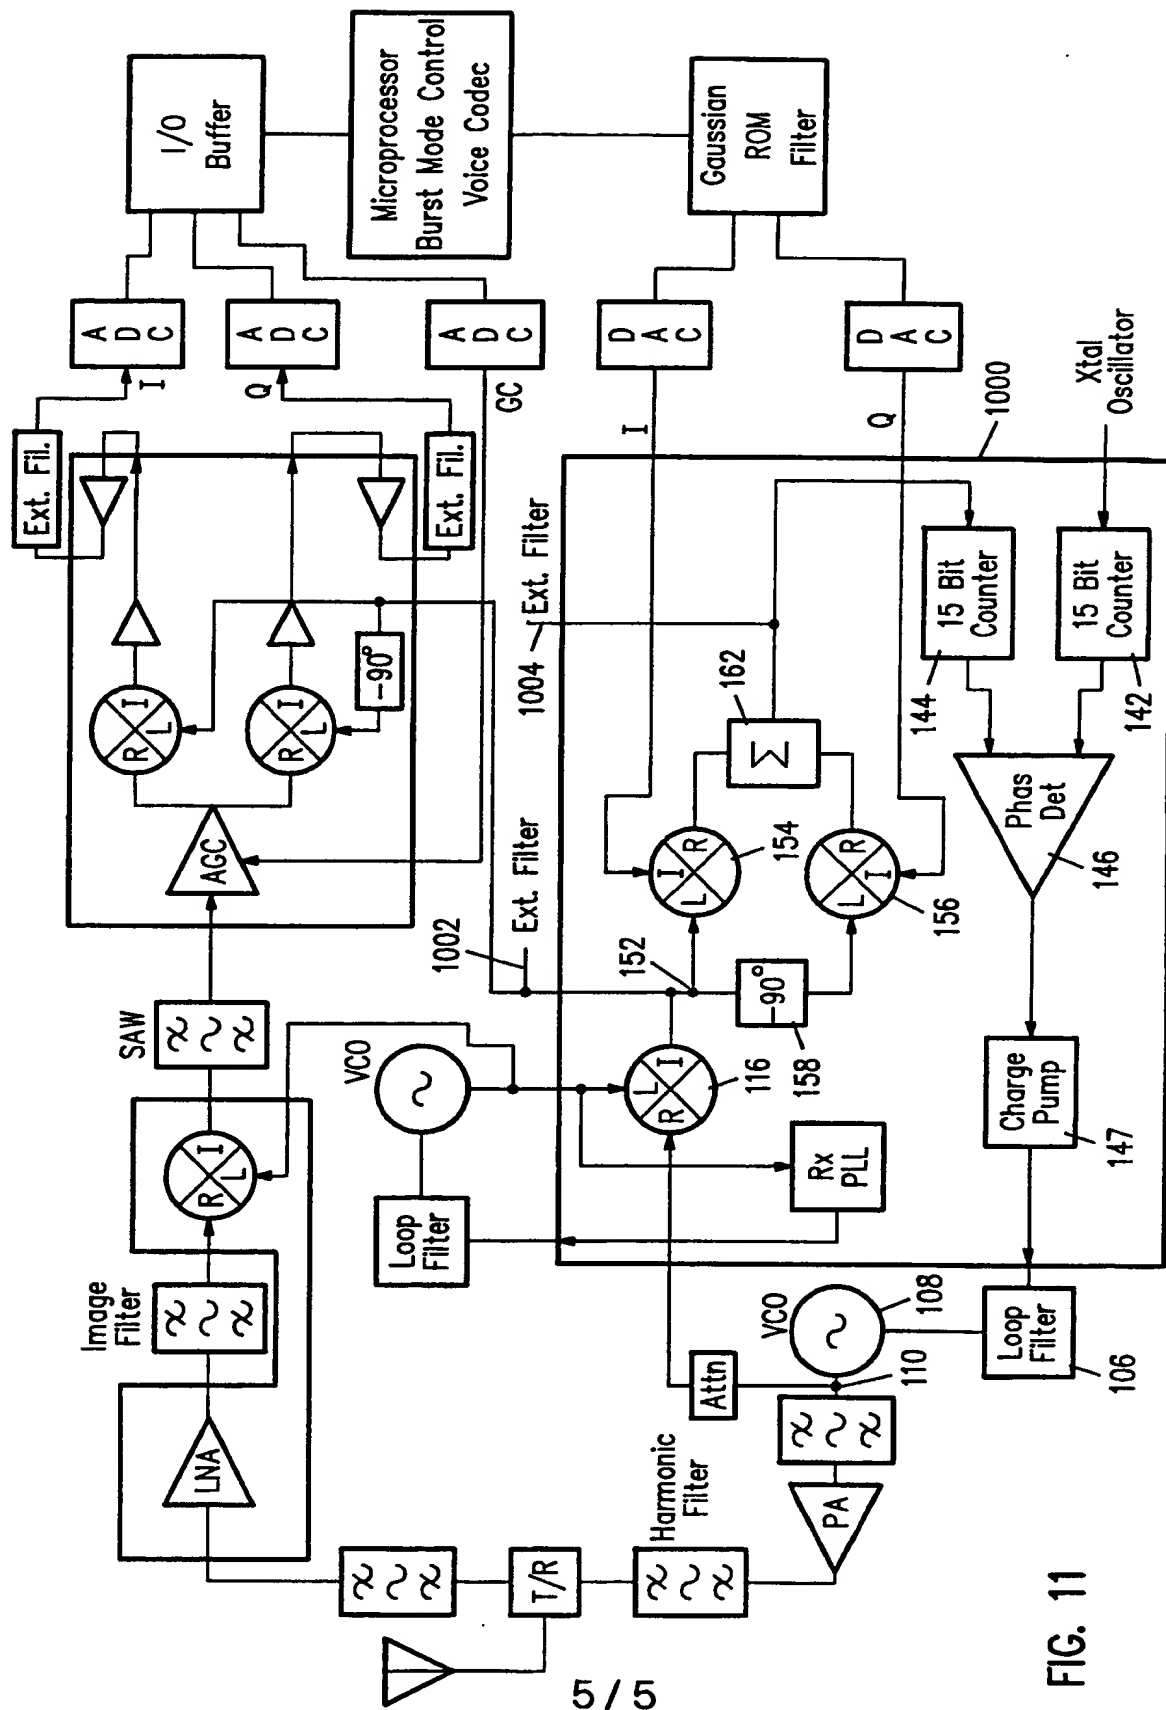 I/O
Buffer
Microprocessor
Burst Mode Control
Voice Codec
Gaussian
ROM
Filter
A
D
C
I
A
D
C
Q
A
D
C
GC
D
A
C
I
D
A
C
Q
Xtal
Oscillator
1000
Ext. Fil.
Ext. Fil.
R
I
L
R
I
L
-90°
AGC
SAW
Image
Filter
R
I
L
LNA
T/R
Harmonic
Filter
PA
Attn
110
VCO
108
Loop
Filter
106
VCO
Loop
Filter
Rx
PLL
R
L
I
116
1002
Ext. Filter
1004
Ext. Filter
152
-90°
158
L
I
R
154
L
I
R
156
Σ
162
15 Bit
Counter
144
15 Bit
Counter
142
Phas
Det
146
Charge
Pump
147
FIG. 11
5/5